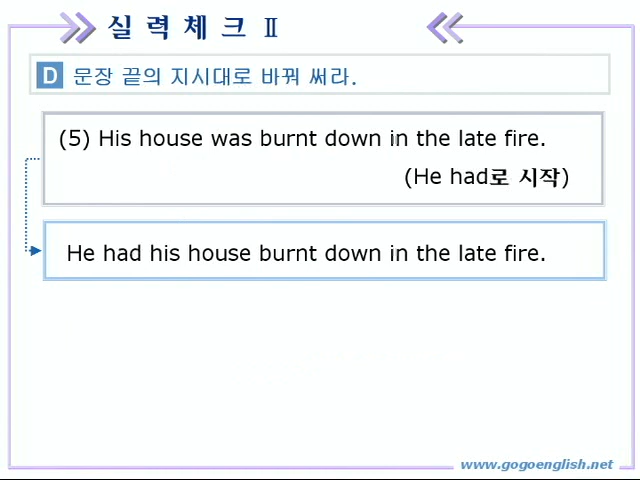 실력체크 Ⅱ
D 문장 끝의 지시대로 바꿔 써라.
(5) His house was burnt down in the late fire.
(He had로 시작)
He had his house burnt down in the late fire.
www.gogoenglish.net